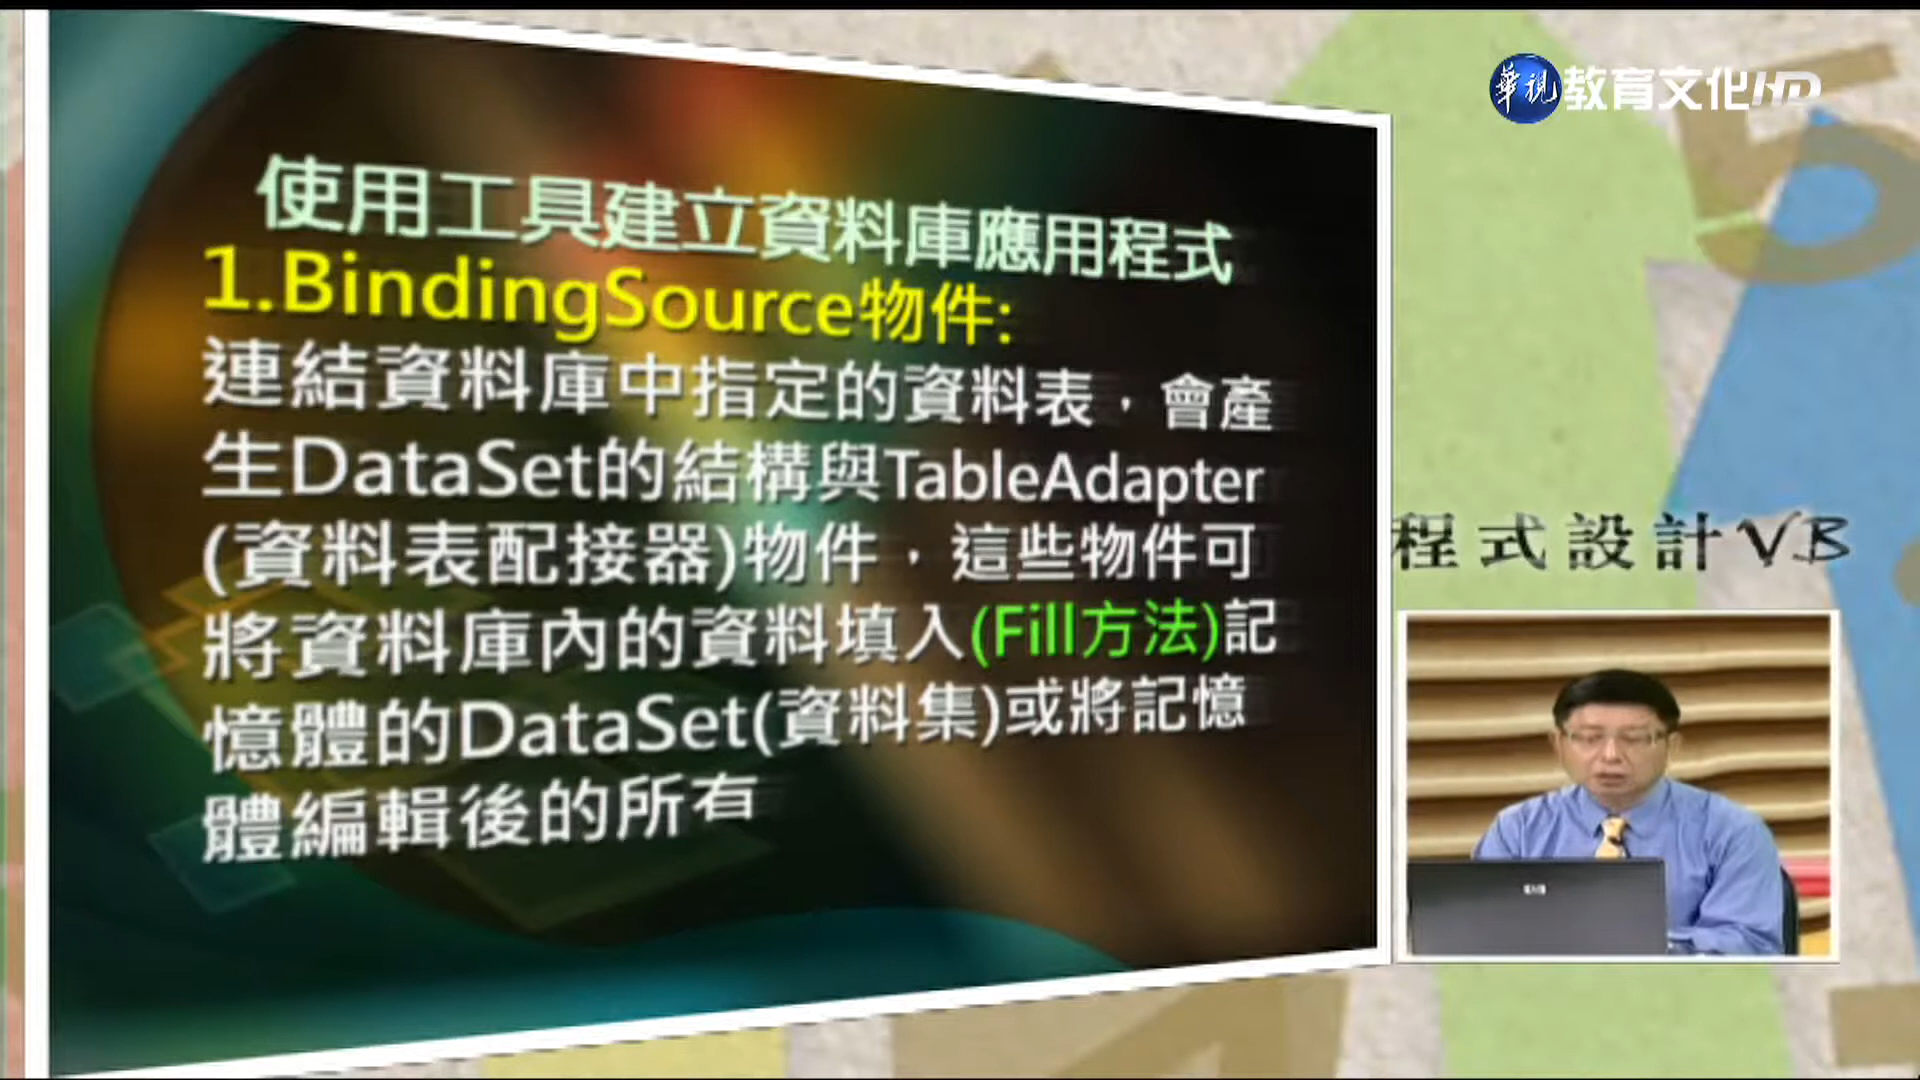 華視教育文化HD
使用工具建立資料庫應用程式
1.BindingSource物件:
連結資料庫中指定的資料表，會產
生DataSet的結構與TableAdapter
(資料表配接器)物件，這些物件可
將資料庫內的資料填入(Fill方法)記
憶體的DataSet(資料集)或將記憶
體編輯後的所有
程式設計VB
hp